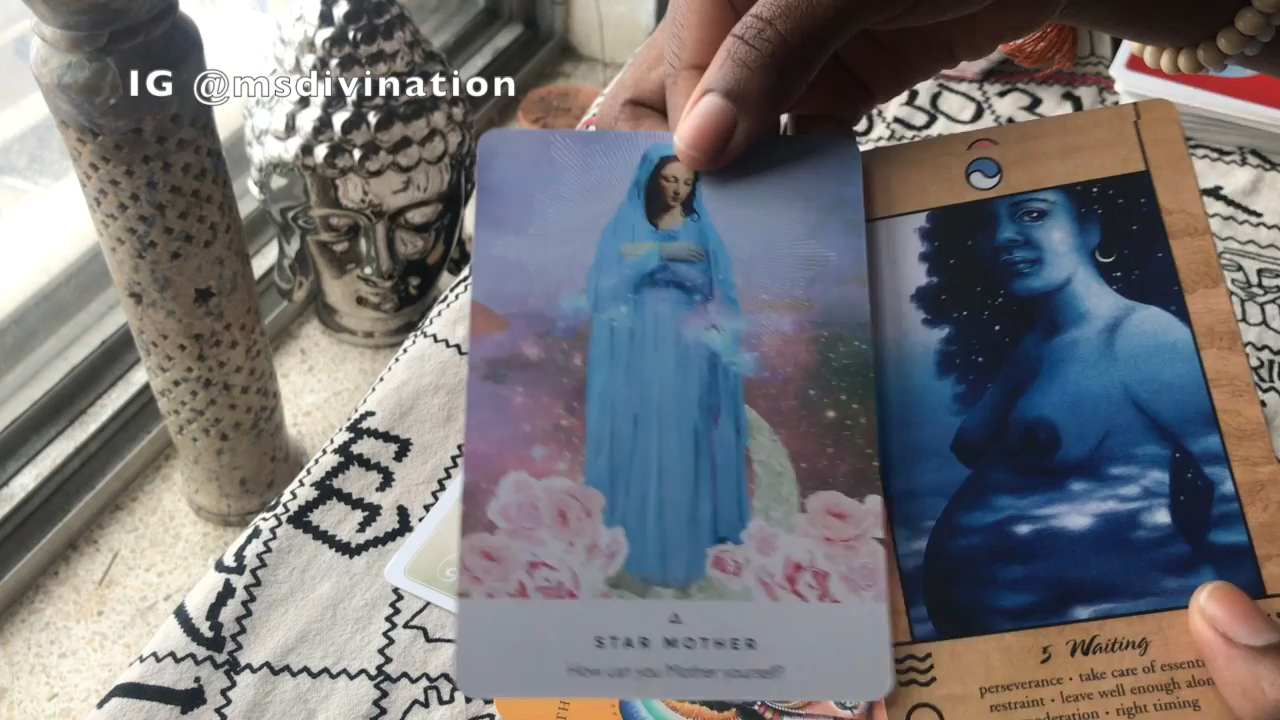 IG @msdivination
STAR MOTHER
How can you Mother yourself?
5 Waiting
perseverance · take care of essenti
restraint · leave well enough alon
moderation · right timing
TH